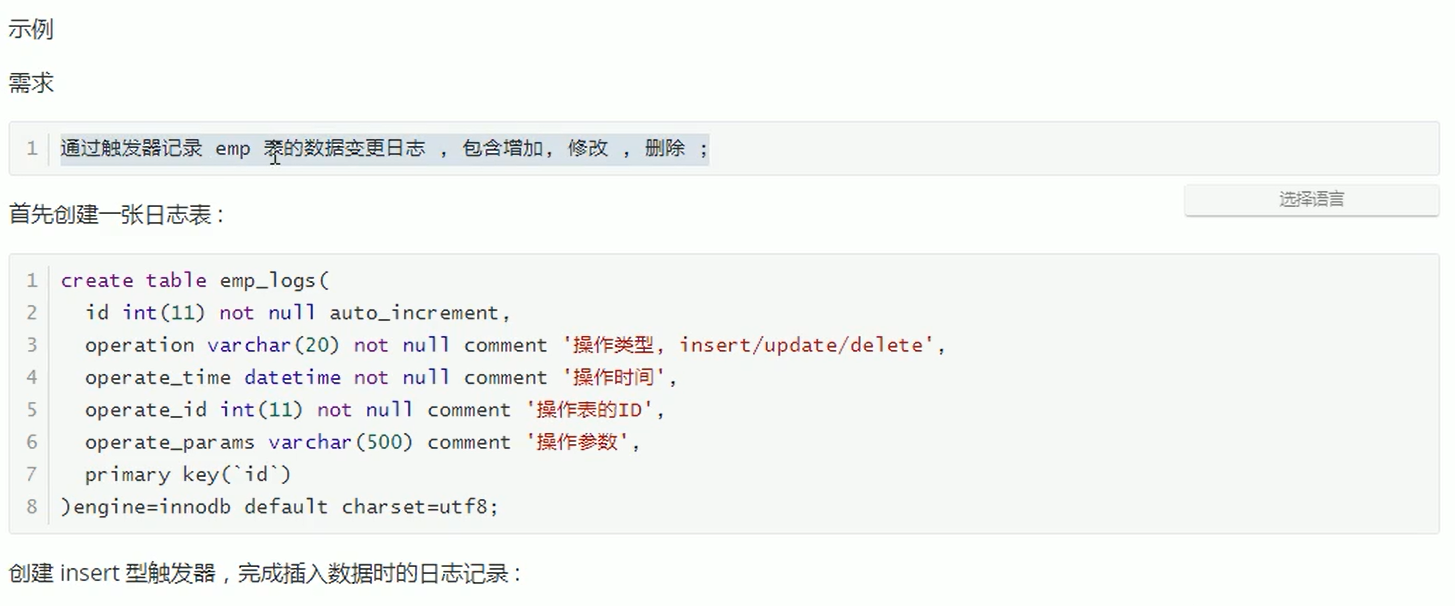 示例
需求
1 通过触发器记录 emp 表的数据变更日志 , 包含增加, 修改 , 删除 ;
选择语言
首先创建一张日志表 :
1 create table emp_logs(
2 id int(11) not null auto_increment,
3 operation varchar(20) not null comment '操作类型, insert/update/delete',
4 operate_time datetime not null comment '操作时间',
5 operate_id int(11) not null comment '操作表的ID',
6 operate_params varchar(500) comment '操作参数',
7 primary key(`id`)
8 )engine=innodb default charset=utf8;
创建 insert 型触发器，完成插入数据时的日志记录 :